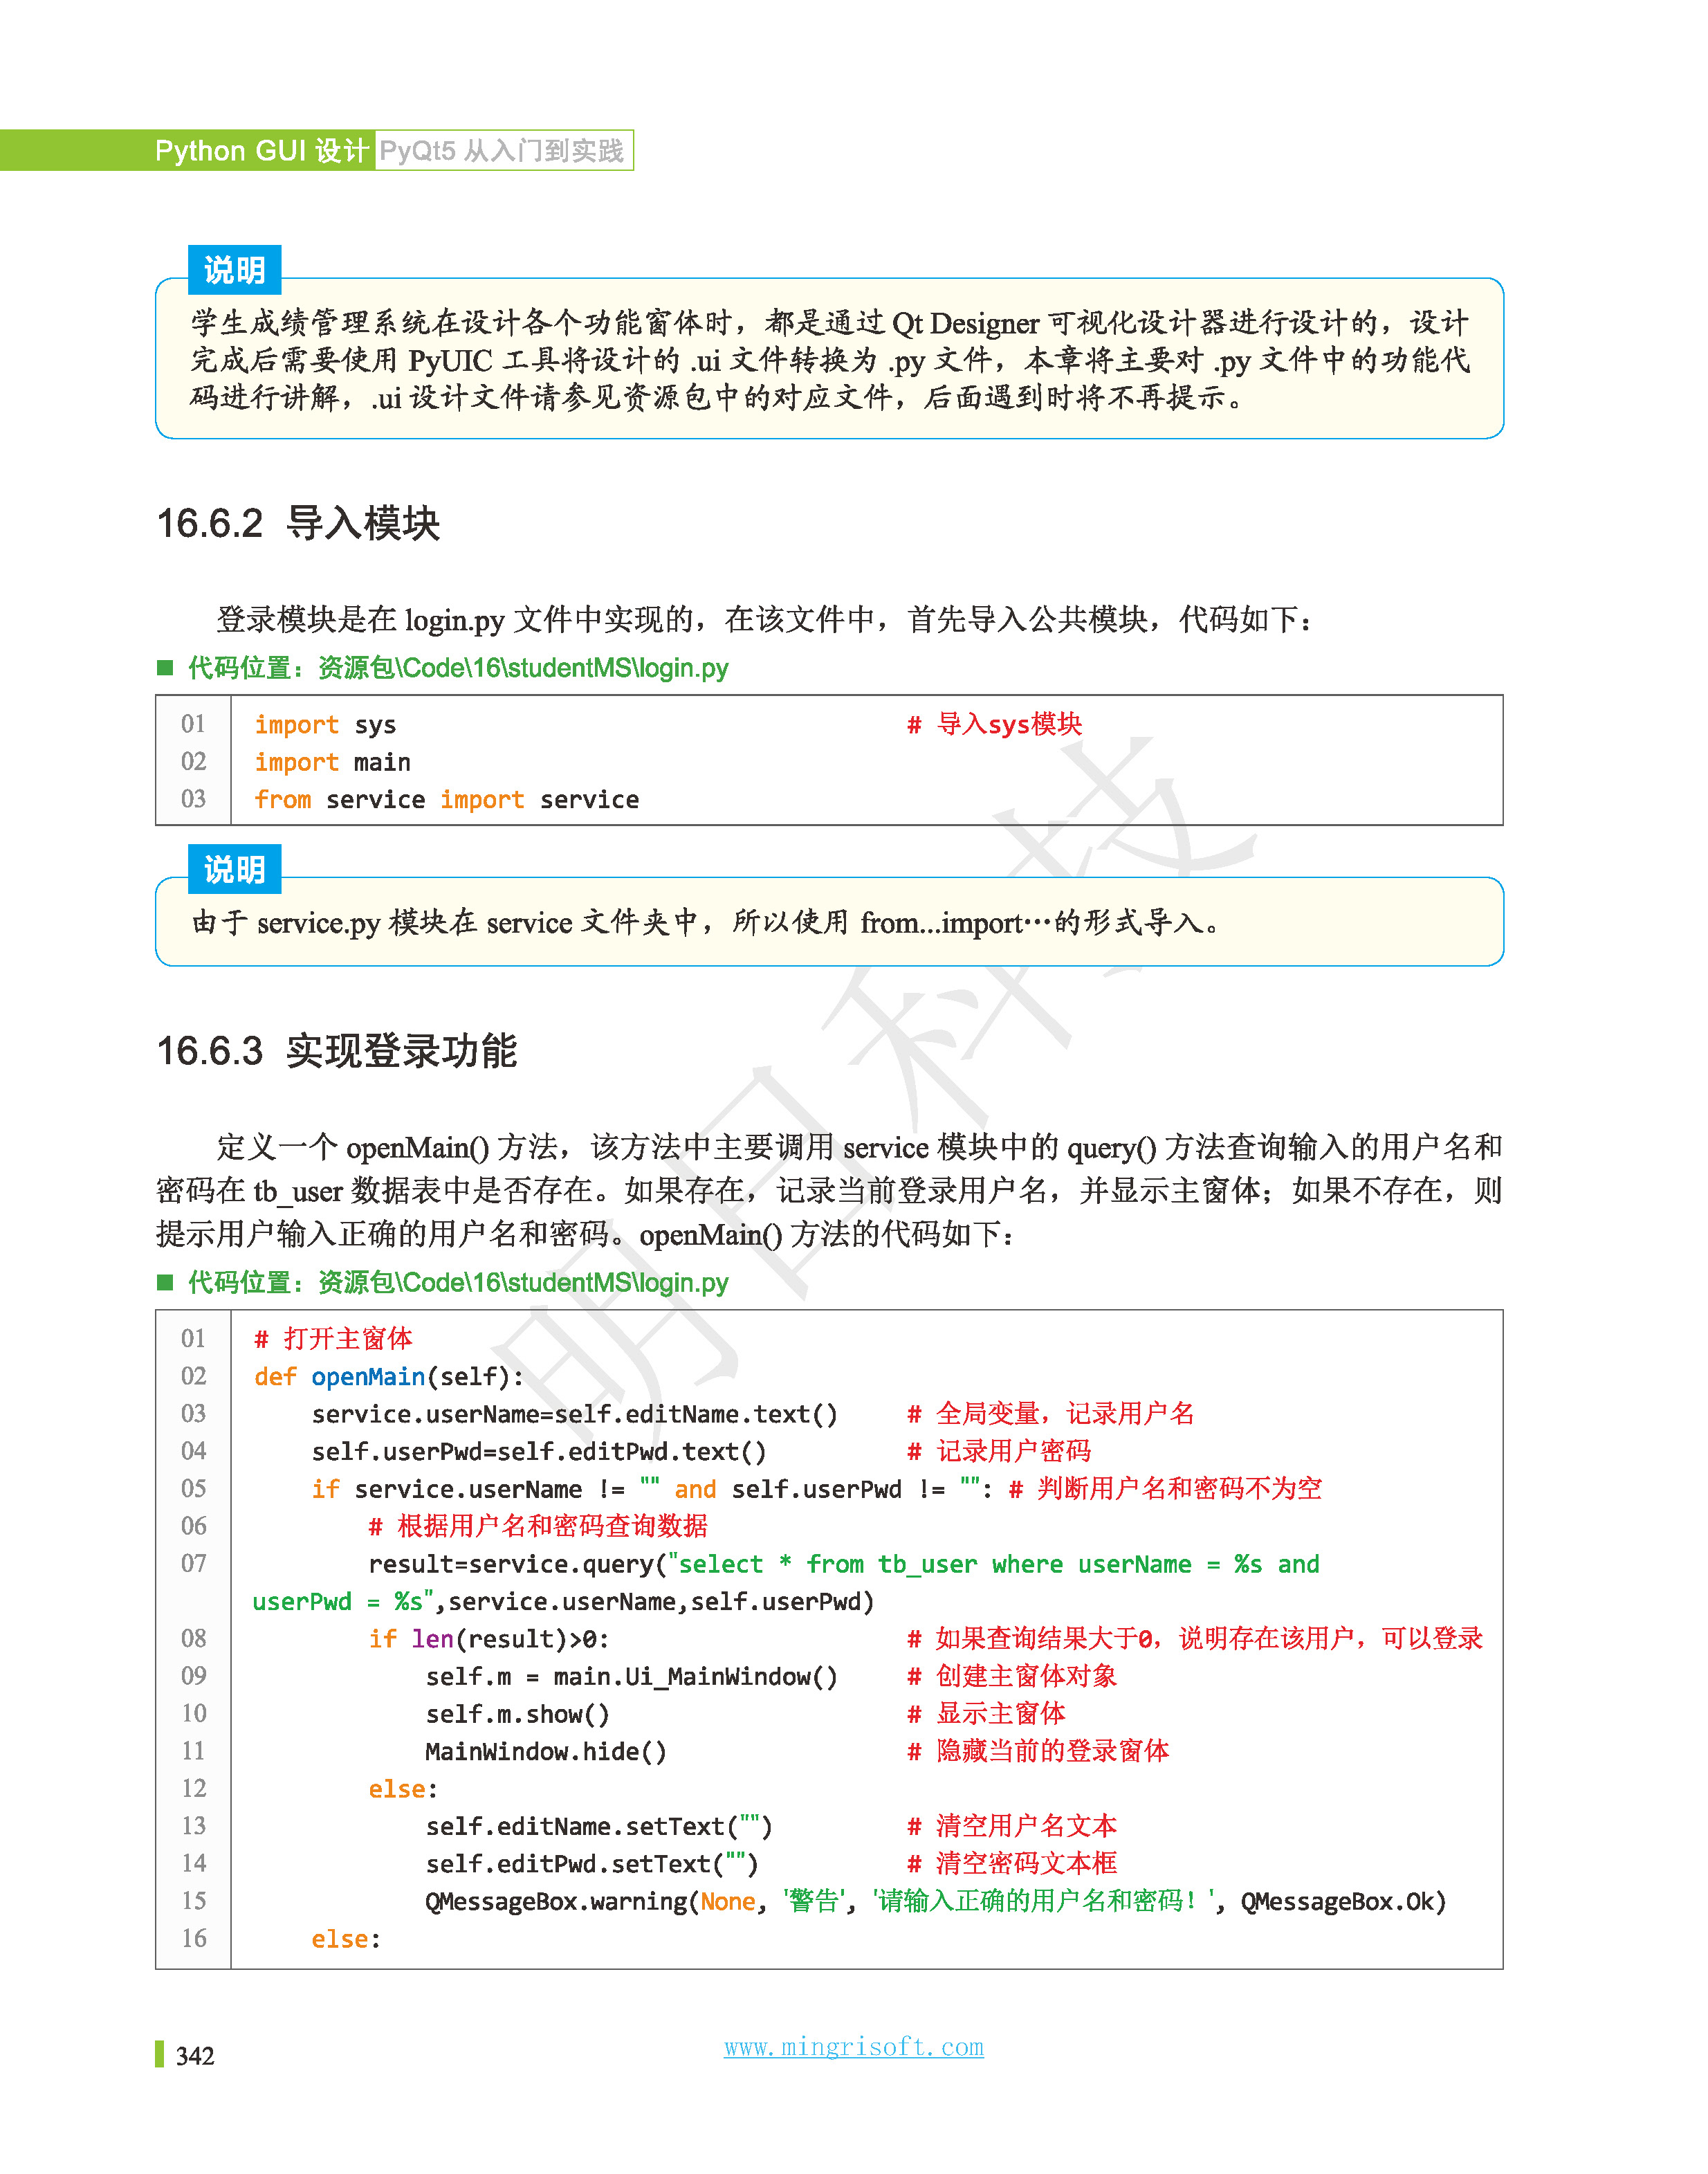 Python GUI 设计 PyQt5 从入门到实践
说明
学生成绩管理系统在设计各个功能窗体时，都是通过 Qt Designer 可视化设计器进行设计的，设计
完成后需要使用 PyUIC 工具将设计的 .ui 文件转换为 .py 文件，本章将主要对 .py 文件中的功能代
码进行讲解，.ui 设计文件请参见资源包中的对应文件，后面遇到时将不再提示。
16.6.2 导入模块
登录模块是在 login.py 文件中实现的，在该文件中，首先导入公共模块，代码如下：
■ 代码位置：资源包\Code\16\studentMS\login.py
01 import sys # 导入sys模块
02 import main
03 from service import service
说明
由于 service.py 模块在 service 文件夹中，所以使用 from...import…的形式导入。
16.6.3 实现登录功能
定义一个 openMain() 方法，该方法中主要调用 service 模块中的 query() 方法查询输入的用户名和
密码在 tb_user 数据表中是否存在。如果存在，记录当前登录用户名，并显示主窗体；如果不存在，则
提示用户输入正确的用户名和密码。openMain() 方法的代码如下：
■ 代码位置：资源包\Code\16\studentMS\login.py
01 # 打开主窗体
02 def openMain(self):
03     service.userName=self.editName.text() # 全局变量，记录用户名
04     self.userPwd=self.editPwd.text() # 记录用户密码
05     if service.userName != "" and self.userPwd != "": # 判断用户名和密码不为空
06         # 根据用户名和密码查询数据
07         result=service.query("select * from tb_user where userName = %s and
userPwd = %s",service.userName,self.userPwd)
08         if len(result)>0: # 如果查询结果大于0，说明存在该用户，可以登录
09             self.m = main.Ui_MainWindow() # 创建主窗体对象
10             self.m.show() # 显示主窗体
11             MainWindow.hide() # 隐藏当前的登录窗体
12         else:
13             self.editName.setText("") # 清空用户名文本
14             self.editPwd.setText("") # 清空密码文本框
15             QMessageBox.warning(None, '警告', '请输入正确的用户名和密码！', QMessageBox.Ok)
16     else:
明日科技
342
www.mingrisoft.com